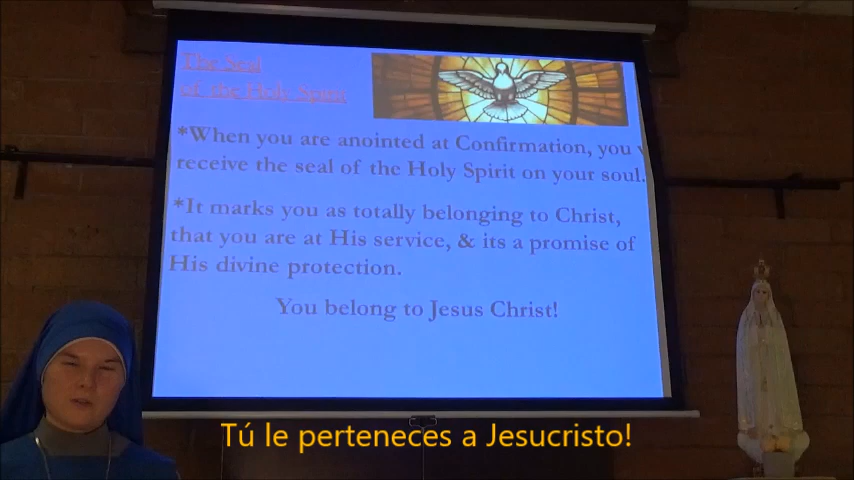 The Seal
of the Holy Spirit
*When you are anointed at Confirmation, you
receive the seal of the Holy Spirit on your soul.
*It marks you as totally belonging to Christ,
that you are at His service, & its a promise of
His divine protection.
You belong to Jesus Christ!
Tú le perteneces a Jesucristo!